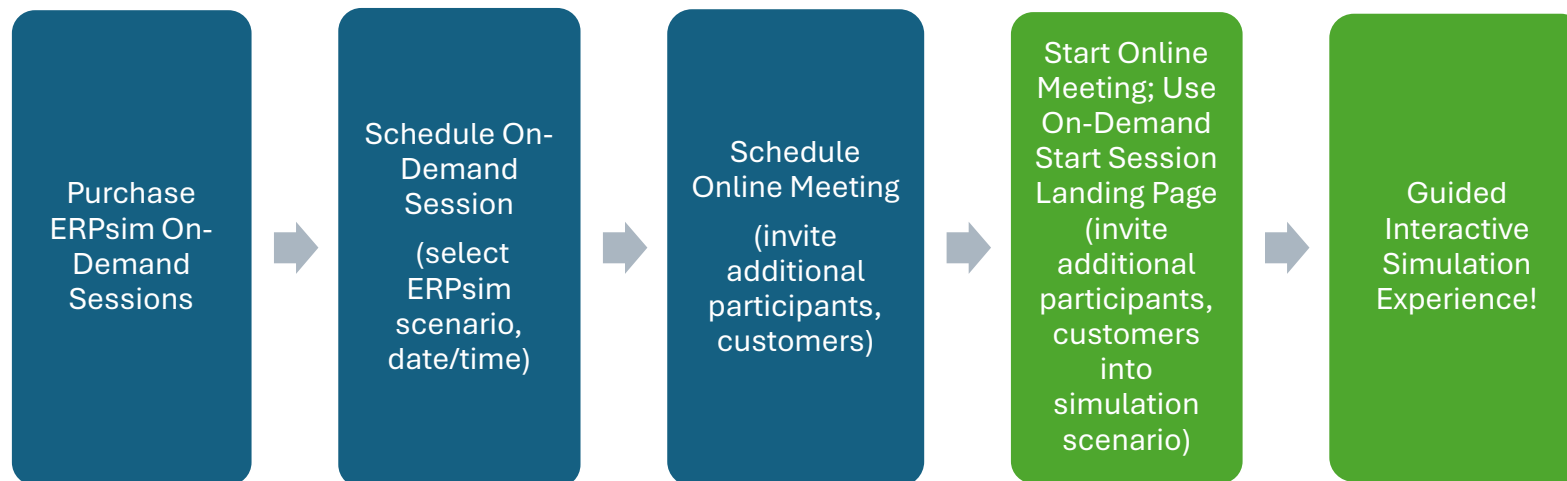 Purchase
ERPsim On-
Demand
Sessions
Schedule On-
Demand
Session
(select
ERPsim
scenario,
date/time)
Schedule
Online Meeting
(invite
additional
participants,
customers)
Start Online
Meeting; Use
On-Demand
Start Session
Landing Page
(invite
additional
participants,
customers
into
simulation
scenario)
Guided
Interactive
Simulation
Experience!